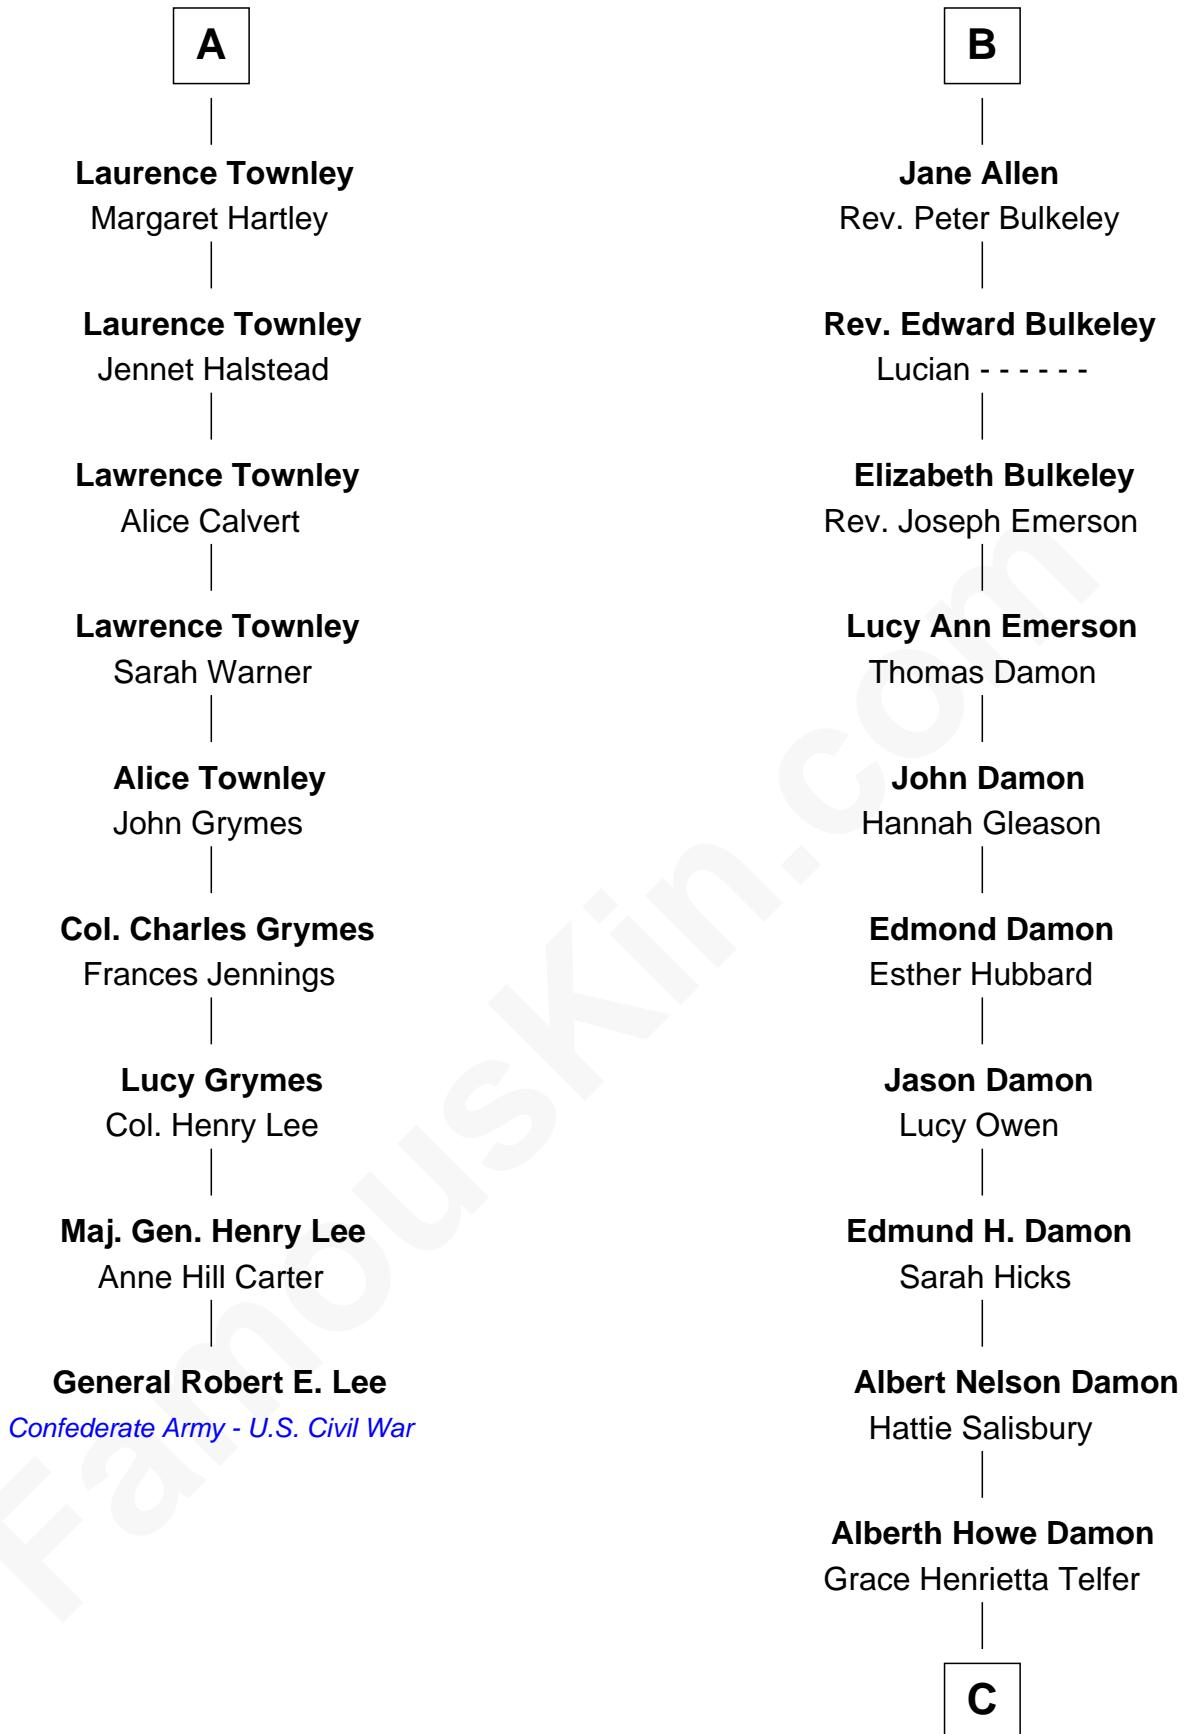 A
Laurence Townley
Margaret Hartley
Laurence Townley
Jennet Halstead
Lawrence Townley
Alice Calvert
Lawrence Townley
Sarah Warner
Alice Townley
John Grymes
Col. Charles Grymes
Frances Jennings
Lucy Grymes
Col. Henry Lee
Maj. Gen. Henry Lee
Anne Hill Carter
General Robert E. Lee
Confederate Army - U.S. Civil War
B
Jane Allen
Rev. Peter Bulkeley
Rev. Edward Bulkeley
Lucian - - - - - -
Elizabeth Bulkeley
Rev. Joseph Emerson
Lucy Ann Emerson
Thomas Damon
John Damon
Hannah Gleason
Edmond Damon
Esther Hubbard
Jason Damon
Lucy Owen
Edmund H. Damon
Sarah Hicks
Albert Nelson Damon
Hattie Salisbury
Alberth Howe Damon
Grace Henrietta Telfer
C
FamousKin.com